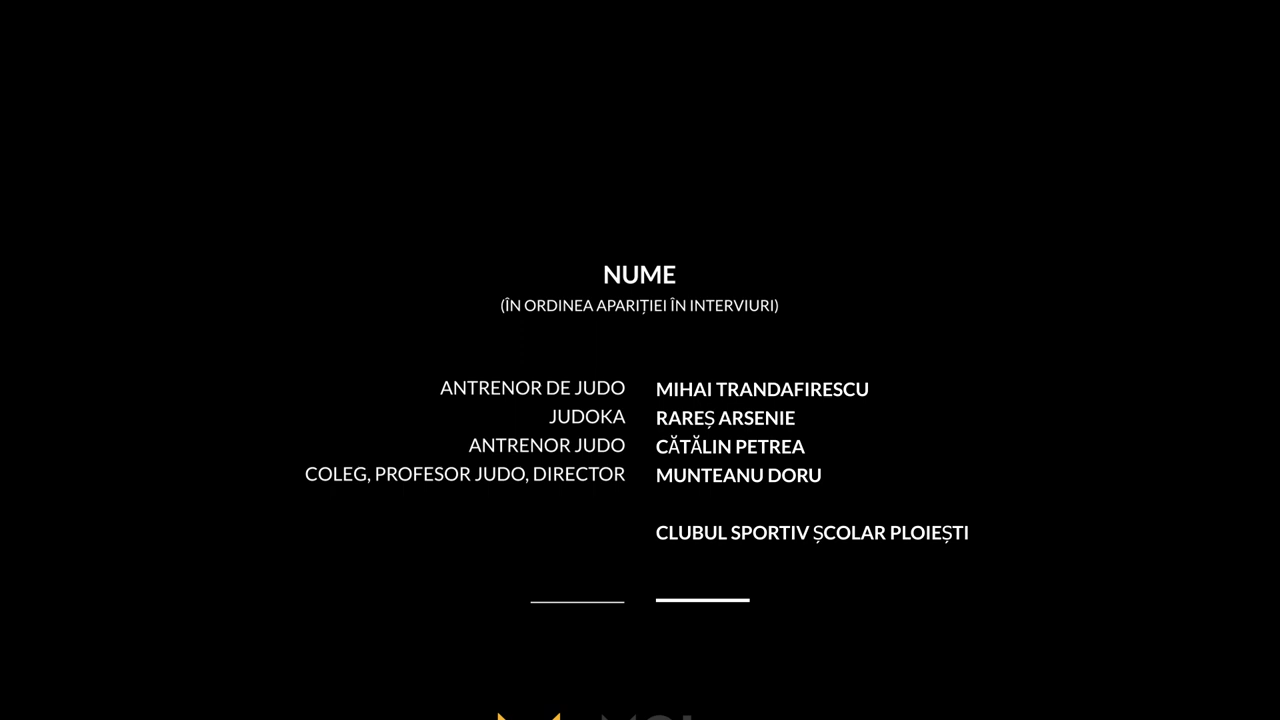 NUME
(ÎN ORDINEA APARIȚIEI ÎN INTERVIURI)
ANTRENOR DE JUDO MIHAI TRANDAFIRESCU
JUDOKA RAREȘ ARSENIE
ANTRENOR JUDO CĂTĂLIN PETREA
COLEG, PROFESOR JUDO, DIRECTOR MUNTEANU DORU
CLUBUL SPORTIV ȘCOLAR PLOIEȘTI